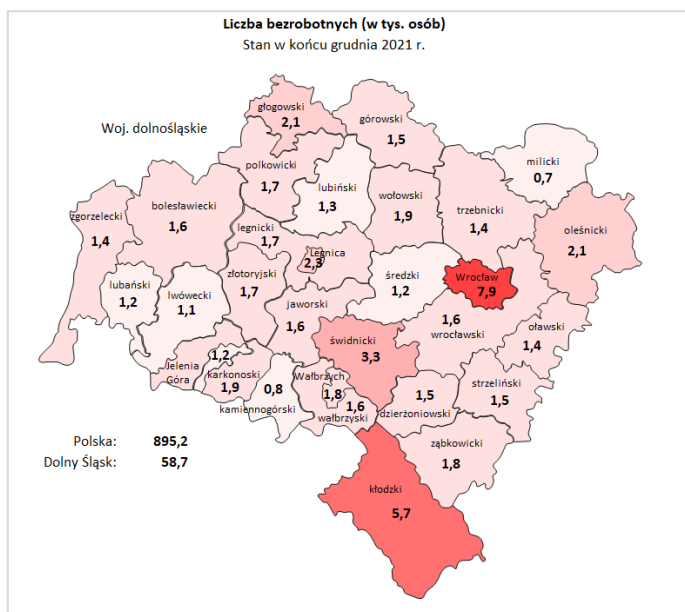 Liczba bezrobotnych (w tys. osób)
Stan w końcu grudnia 2021 r.
Woj. dolnośląskie
głogowski
2,1
górowski
1,5
milicki
0,7
polkowicki
1,7
lubiński
1,3
wołowski
1,9
trzebnicki
1,4
oleśnicki
2,1
zgorzelecki
1,4
bolesławiecki
1,6
legnicki
1,7
Legnica
2,3
średzki
1,2
Wrocław
7,9
lubański
1,2
lwówecki
1,1
złotoryjski
1,7
jaworski
1,6
świdnicki
3,3
1,6
wrocławski
oławski
1,4
Jelenia
Góra
1,2
karkonoski
1,9
0,8
kamiennogórski
Wałbrzych
1,8
1,6
wałbrzyski
1,5
dzierżoniowski
strzeliński
1,5
ząbkowicki
1,8
kłodzki
5,7
Polska: 895,2
Dolny Śląsk: 58,7